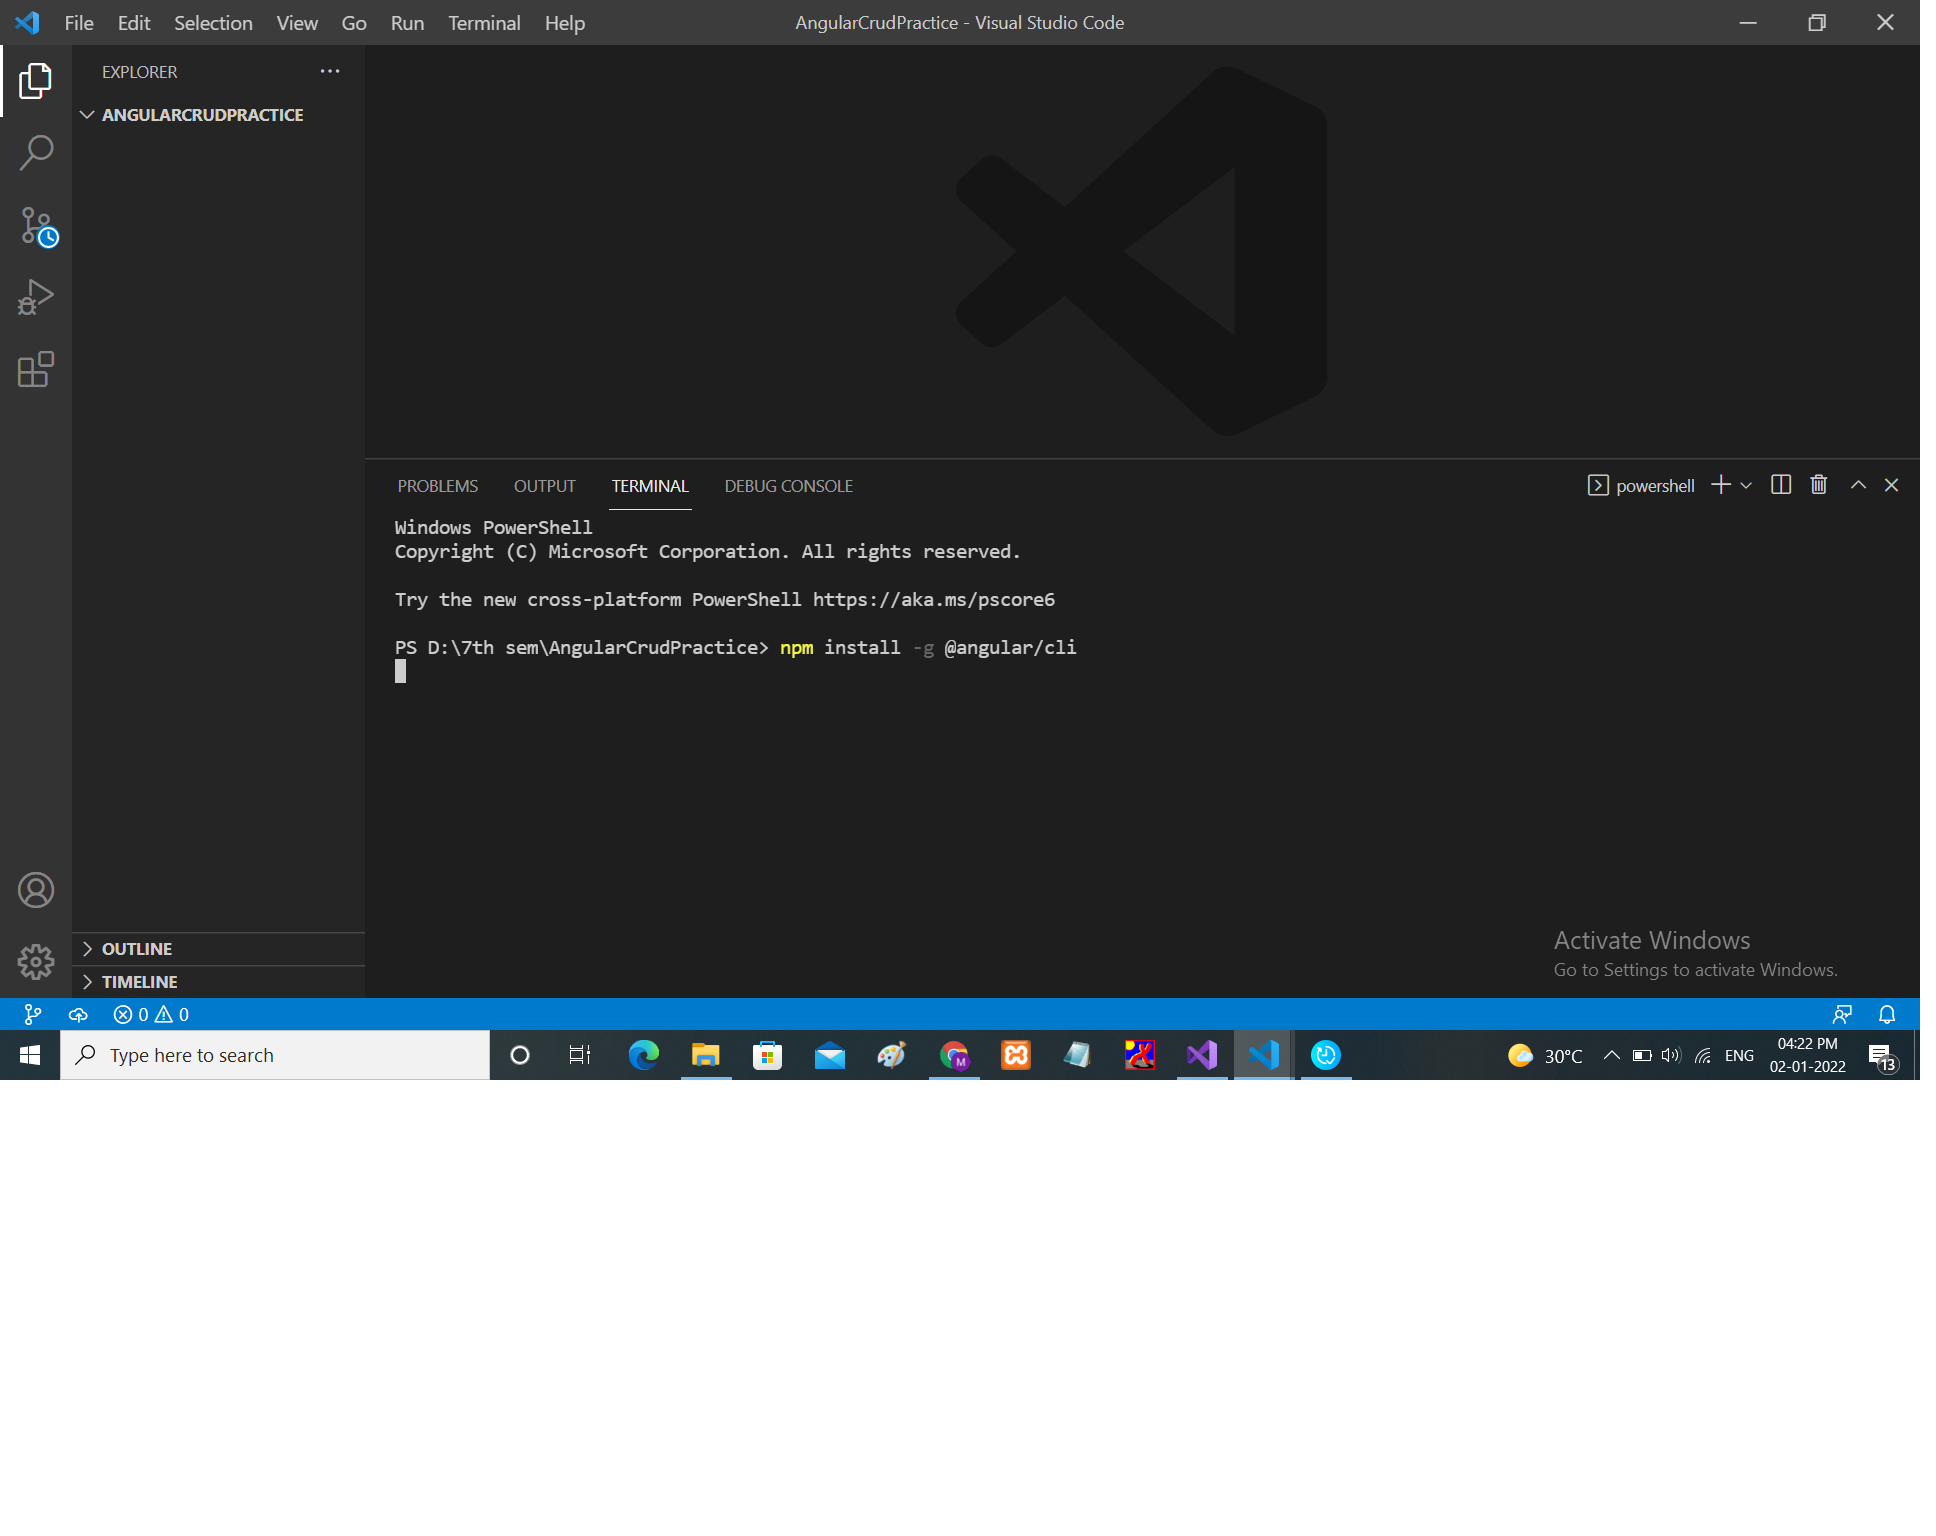 File Edit Selection View Go Run Terminal Help AngularCrudPractice - Visual Studio Code
EXPLORER
ANGULARCRUDPRACTICE
PROBLEMS OUTPUT TERMINAL DEBUG CONSOLE powershell
Windows PowerShell
Copyright (C) Microsoft Corporation. All rights reserved.
Try the new cross-platform PowerShell https://aka.ms/pscore6
PS D:\7th sem\AngularCrudPractice> npm install -g @angular/cli
Activate Windows
Go to Settings to activate Windows.
OUTLINE
TIMELINE
0 0
Type here to search
M
30°C
ENG
04:22 PM
02-01-2022
13